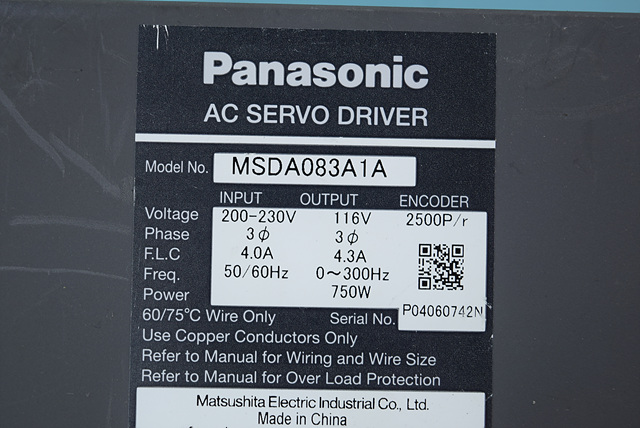 Panasonic
AC SERVO DRIVER
Model No. MSDA083A1A
INPUT OUTPUT ENCODER
Voltage 200-230V 116V 2500P/r
Phase 3ϕ 3ϕ
F.L.C 4.0A 4.3A
Freq. 50/60Hz 0~300Hz
Power 750W
60/75°C Wire Only Serial No. P04060742N
Use Copper Conductors Only
Refer to Manual for Wiring and Wire Size
Refer to Manual for Over Load Protection
Matsushita Electric Industrial Co., Ltd.
Made in China